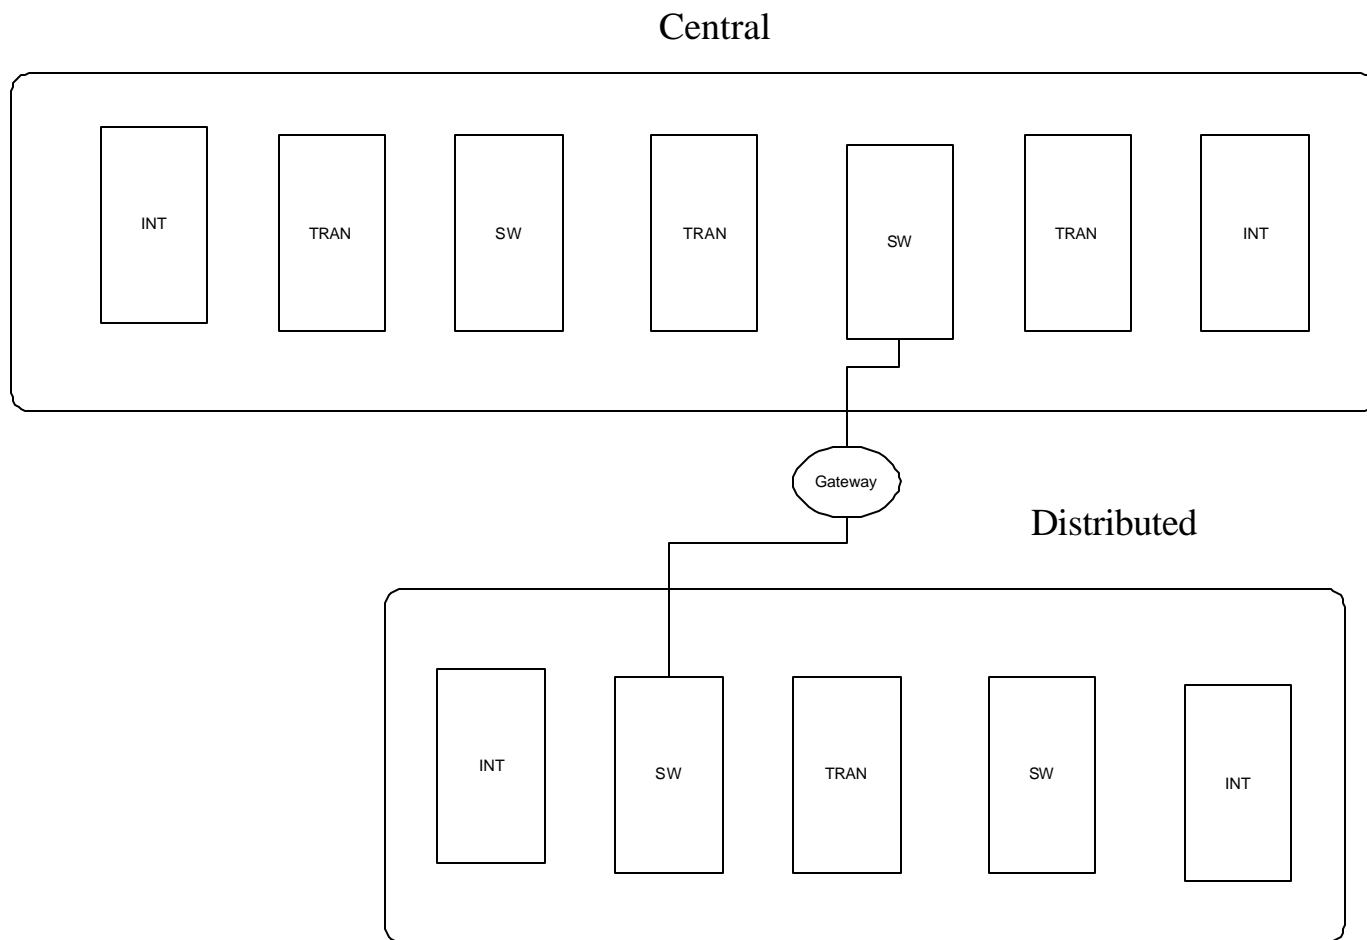 Central
INT
TRAN
SW
TRAN
SW
TRAN
INT
Gateway
Distributed
INT
SW
TRAN
SW
INT